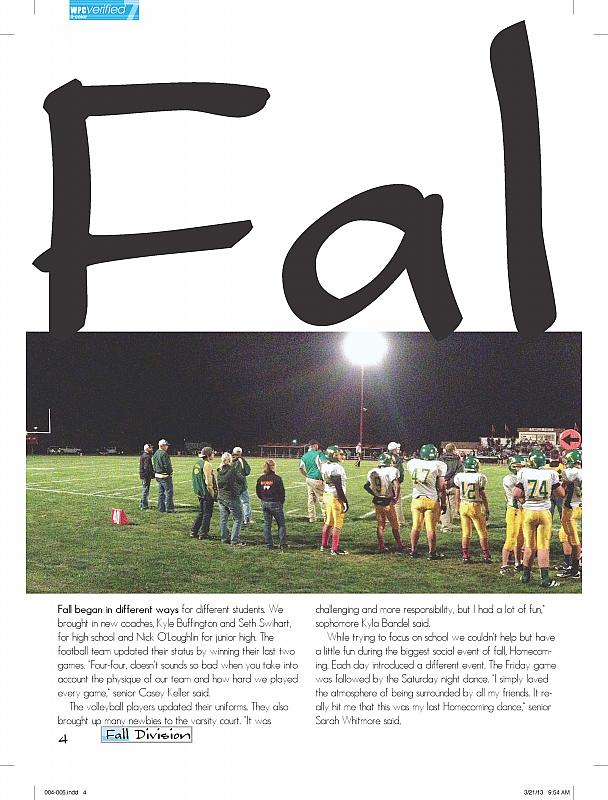 WPCverified 7
4-color
Fal
17
12
74
Fall began in different ways for different students. We
brought in new coaches, Kyle Buffington and Seth Swihart,
for high school and Nick O'Loughlin for junior high. The
football team updated their status by winning their last two
games. "Four-four, doesn't sounds so bad when you take into
account the physique of our team and how hard we played
every game," senior Casey Keller said.
The volleyball players updated their uniforms. They also
brought up many newbies to the varsity court. "It was
challenging and more responsibility, but I had a lot of fun,"
sophomore Kyla Bandel said.
While trying to focus on school we couldn't help but have
a little fun during the biggest social event of fall, Homecom-
ing. Each day introduced a different event. The Friday game
was followed by the Saturday night dance. "I simply loved
the atmosphere of being surrounded by all my friends. It re-
ally hit me that this was my last Homecoming dance," senior
Sarah Whitmore said.
4 Fall Division
004-005.indd 4
3/21/13 9:54 AM